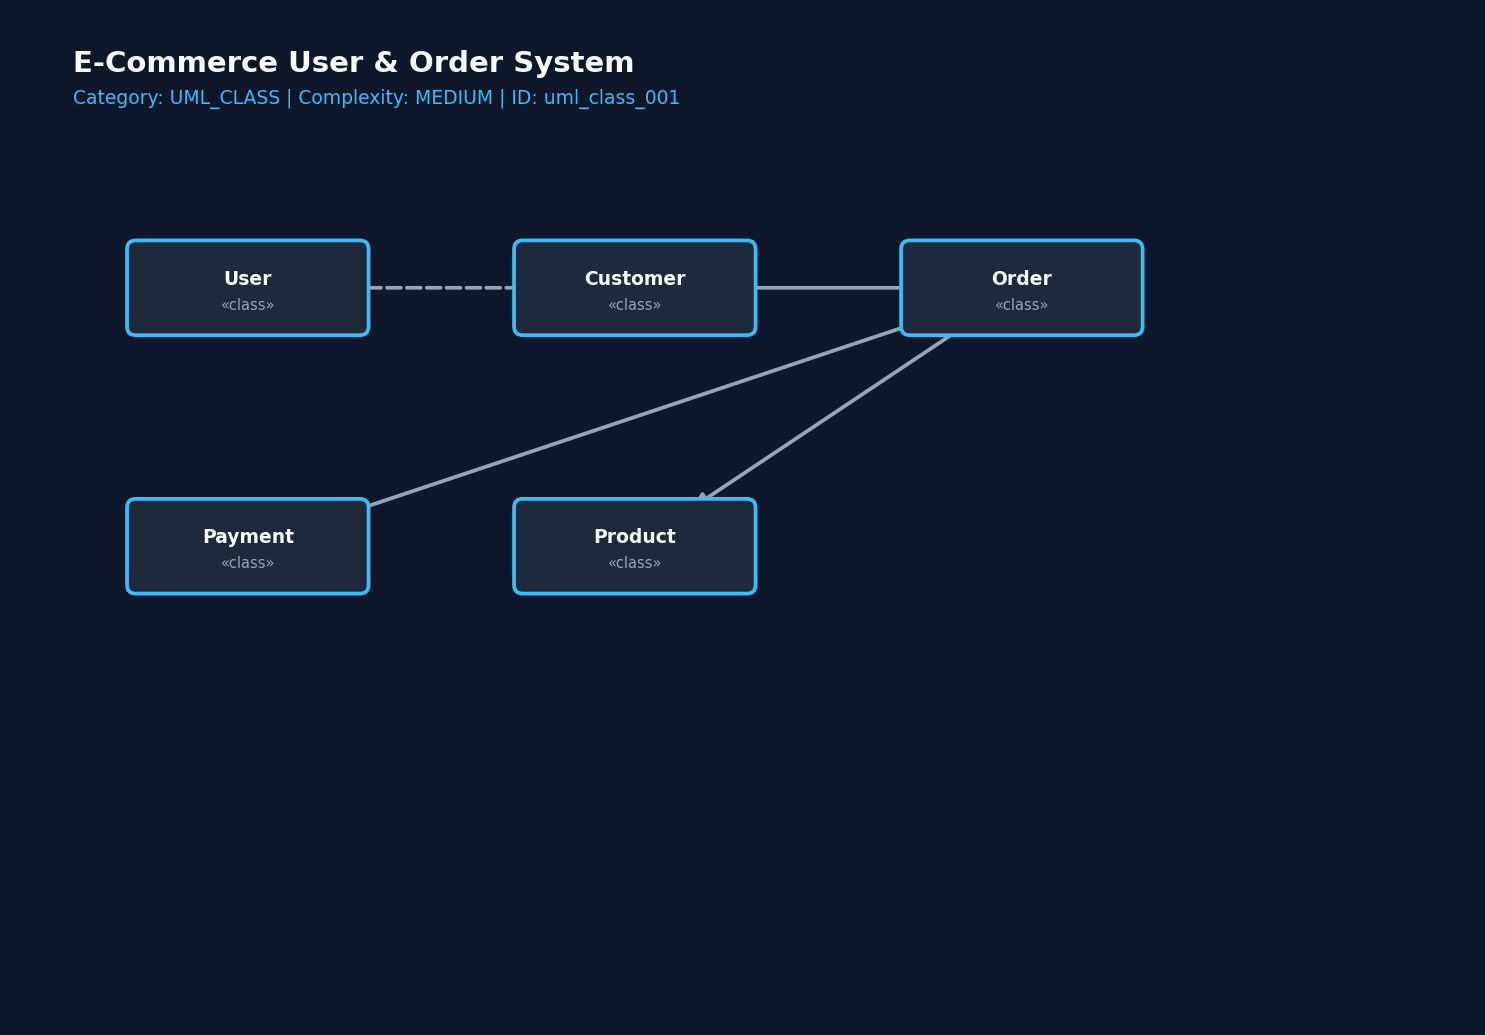 E-Commerce User & Order System
Category: UML_CLASS | Complexity: MEDIUM | ID: uml_class_001
User
«class»
Customer
«class»
Order
«class»
Payment
«class»
Product
«class»